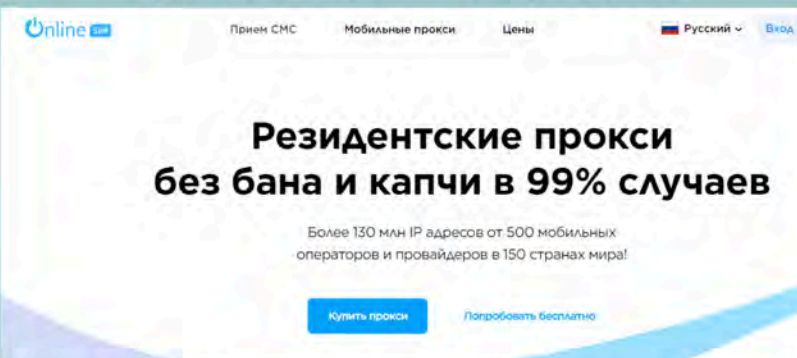 Online SIM
Прием СМС Мобильные прокси Цены Русский Вход
Резидентские прокси
без бана и капчи в 99% случаев
Более 130 млн IP адресов от 500 мобильных
операторов и провайдеров в 150 странах мира!
Купить прокси Попробовать бесплатно